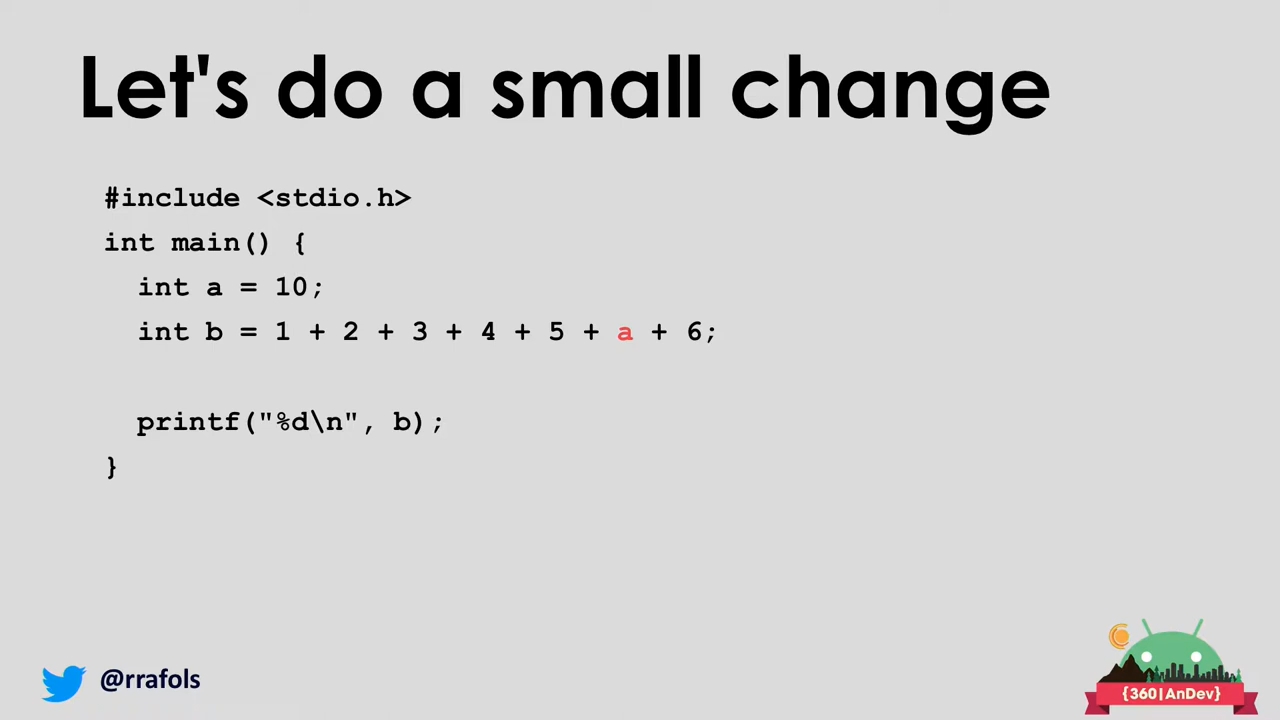 Let's do a small change
#include <stdio.h>
int main() {
  int a = 10;
  int b = 1 + 2 + 3 + 4 + 5 + a + 6;
  printf("%d\n", b);
}
@rrafols
{360|AnDev}